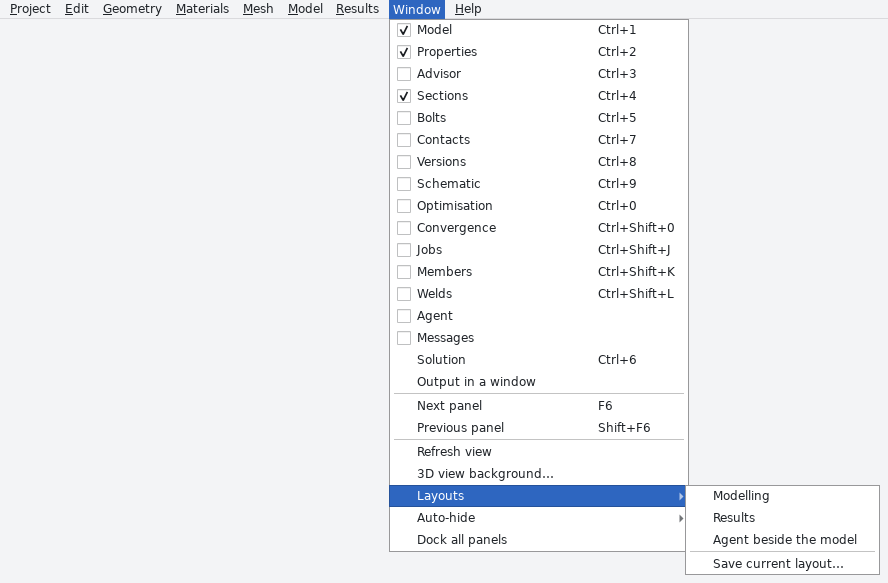 Project Edit Geometry Materials Mesh Model Results Window Help
Model Ctrl+1
Properties Ctrl+2
Advisor Ctrl+3
Sections Ctrl+4
Bolts Ctrl+5
Contacts Ctrl+7
Versions Ctrl+8
Schematic Ctrl+9
Optimisation Ctrl+0
Convergence Ctrl+Shift+0
Jobs Ctrl+Shift+J
Members Ctrl+Shift+K
Welds Ctrl+Shift+L
Agent
Messages
Solution Ctrl+6
Output in a window
Next panel F6
Previous panel Shift+F6
Refresh view
3D view background...
Layouts
Auto-hide
Dock all panels
Modelling
Results
Agent beside the model
Save current layout...